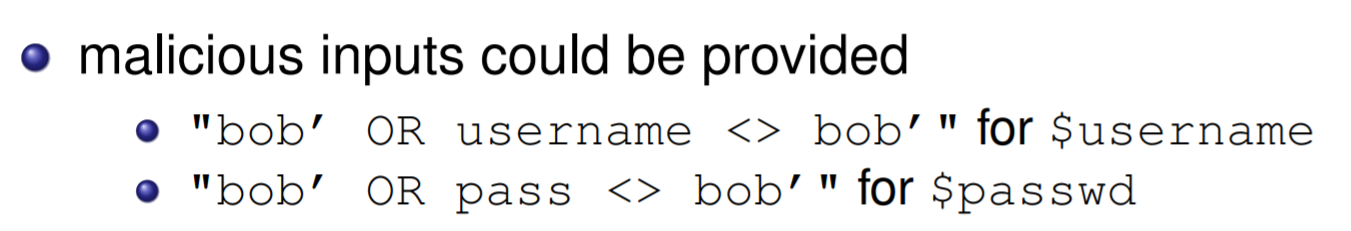 malicious inputs could be provided
"bob’ OR username <> bob’" for $username
"bob’ OR pass <> bob’" for $passwd